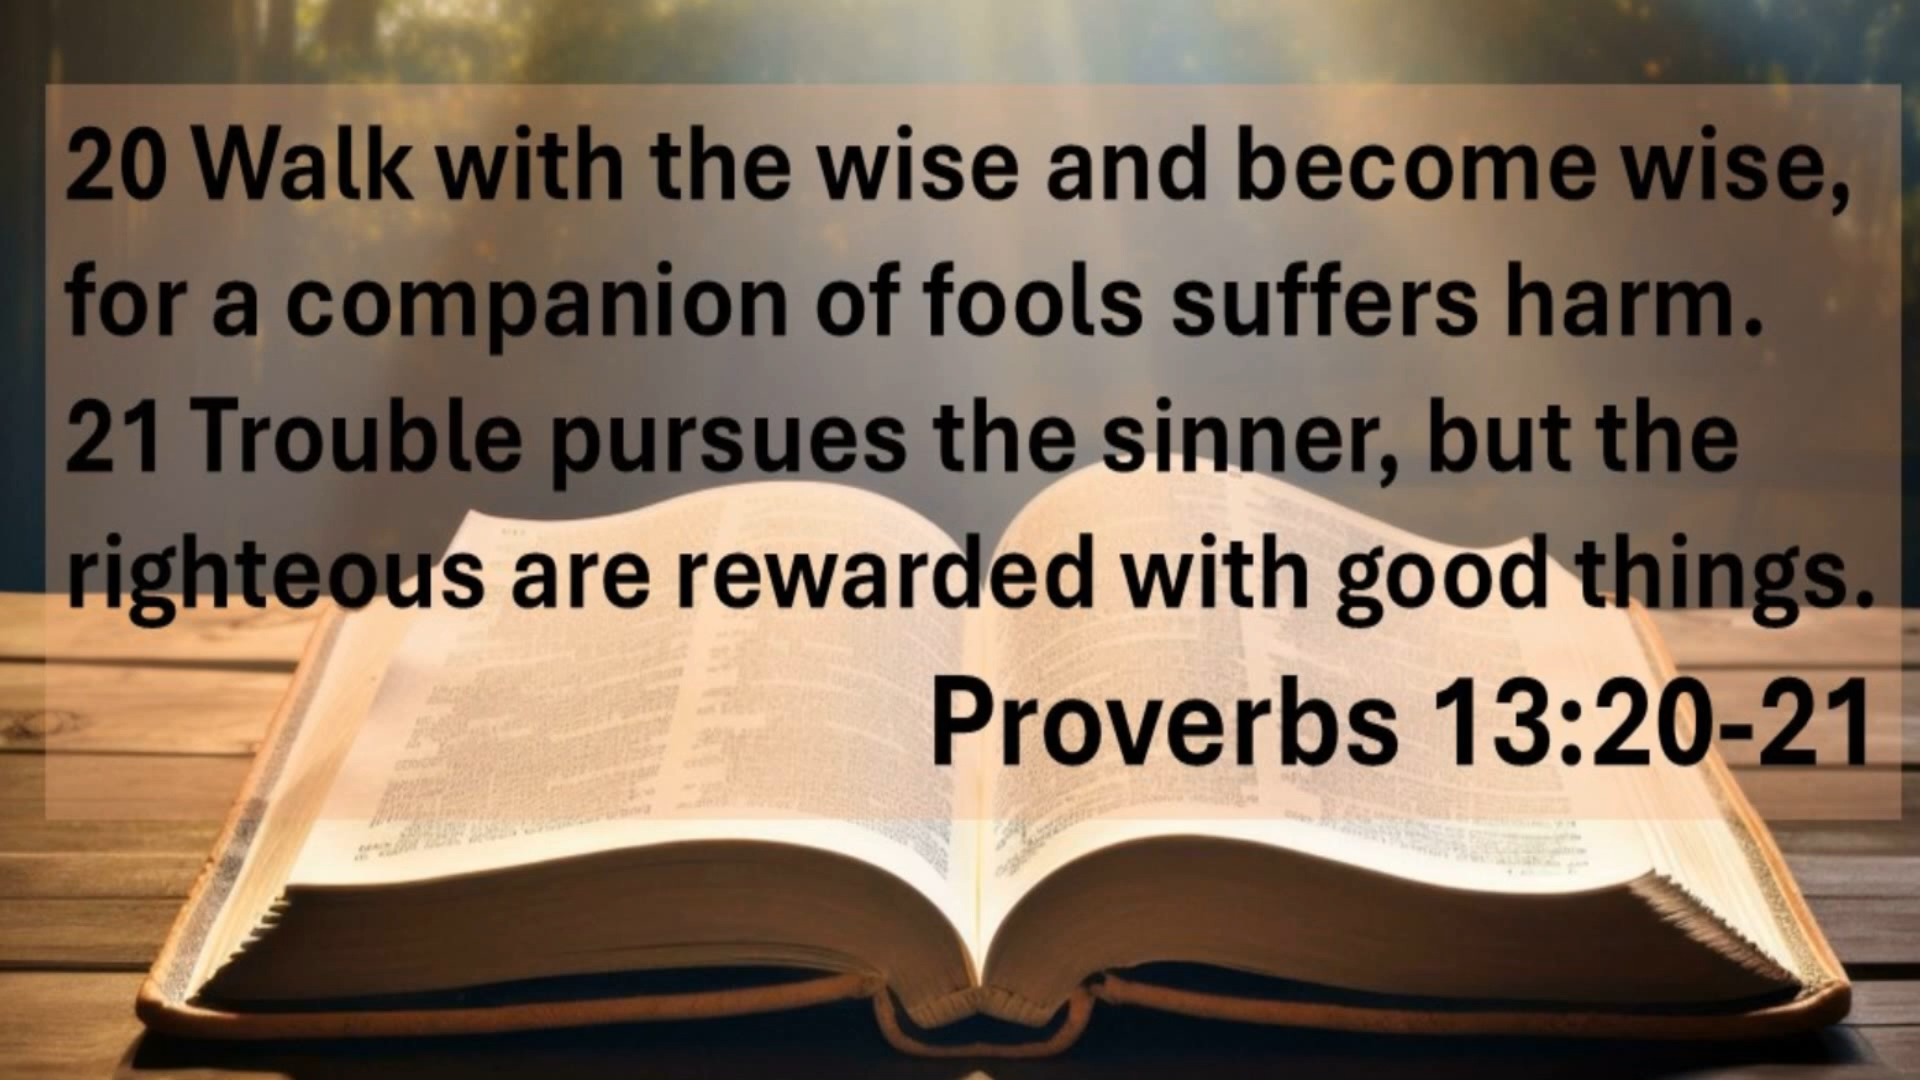 20 Walk with the wise and become wise,
for a companion of fools suffers harm.
21 Trouble pursues the sinner, but the
righteous are rewarded with good things.
Proverbs 13:20-21